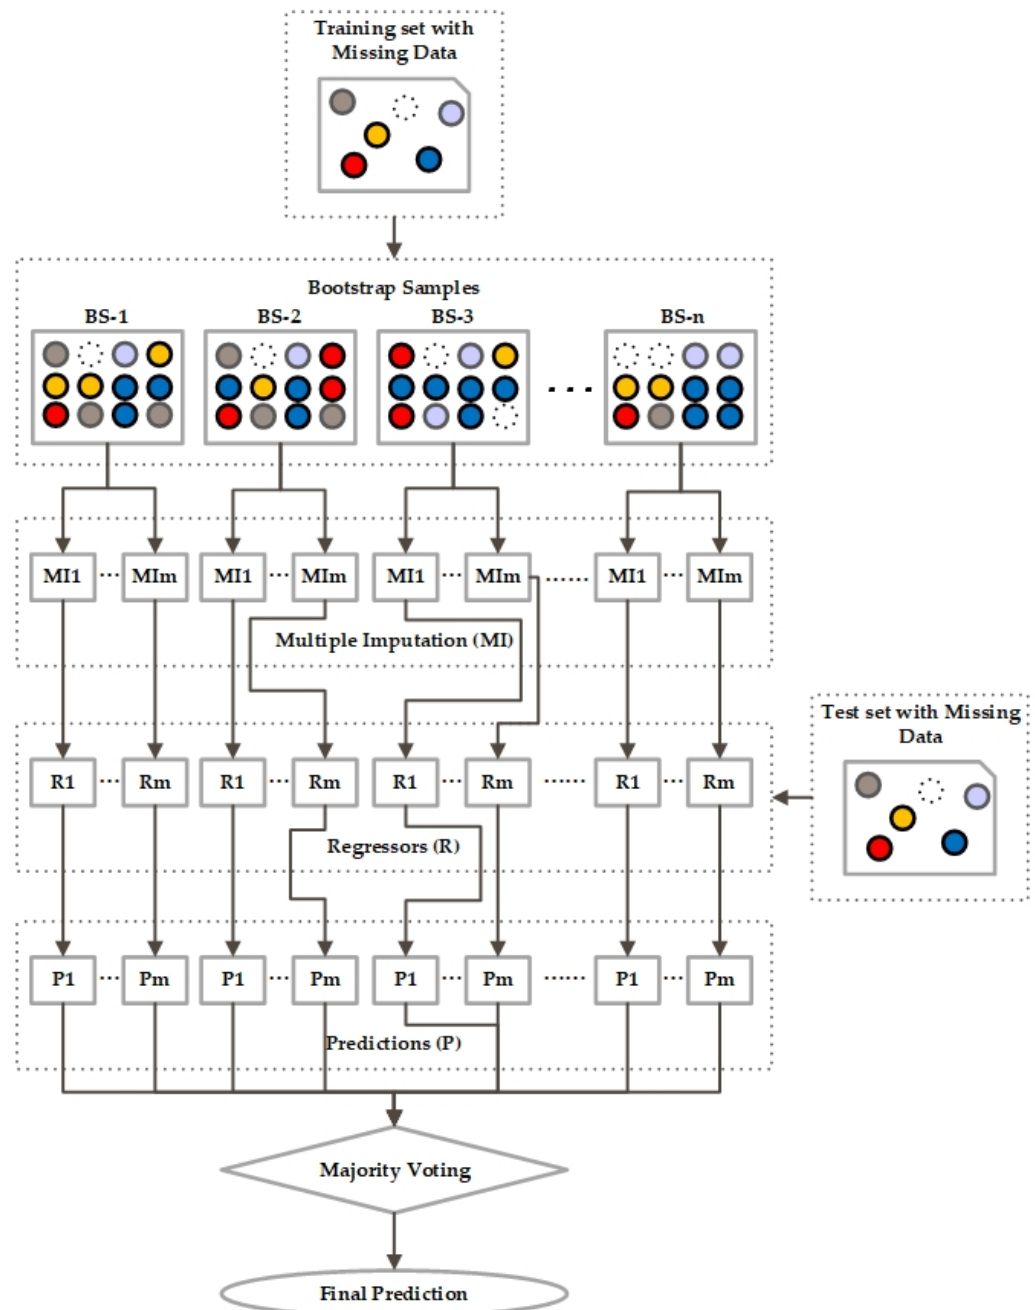 Training set with
Missing Data
Bootstrap Samples
BS-1 BS-2 BS-3 BS-n
...
MI1 ... MIm MI1 ... MIm MI1 ... MIm ...... MI1 ... MIm
Multiple Imputation (MI)
Test set with Missing
Data
R1 ... Rm R1 ... Rm R1 ... Rm ...... R1 ... Rm
Regressors (R)
P1 ... Pm P1 ... Pm P1 ... Pm ...... P1 ... Pm
Predictions (P)
Majority Voting
Final Prediction